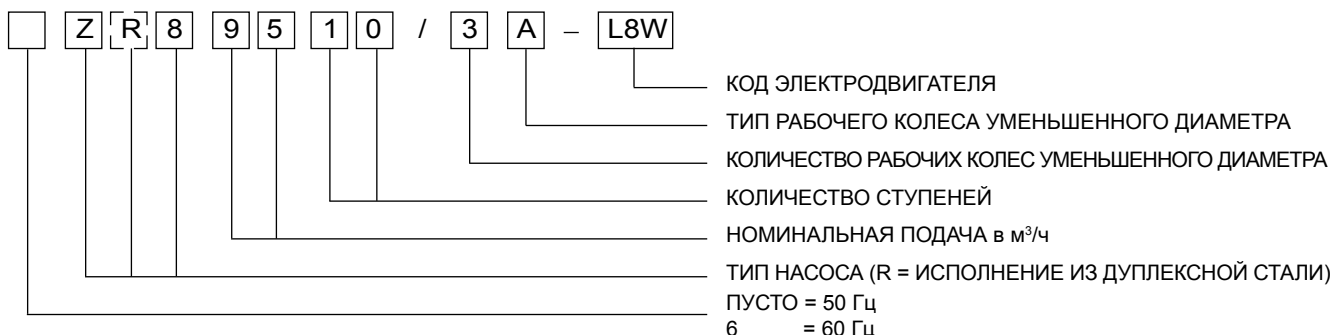 Z R 8 9 5 1 0 / 3 A – L8W
КОД ЭЛЕКТРОДВИГАТЕЛЯ
ТИП РАБОЧЕГО КОЛЕСА УМЕНЬШЕННОГО ДИАМЕТРА
КОЛИЧЕСТВО РАБОЧИХ КОЛЕС УМЕНЬШЕННОГО ДИАМЕТРА
КОЛИЧЕСТВО СТУПЕНЕЙ
НОМИНАЛЬНАЯ ПОДАЧА в м³/ч
ТИП НАСОСА (R = ИСПОЛНЕНИЕ ИЗ ДУПЛЕКСНОЙ СТАЛИ)
ПУСТО = 50 Гц
6 = 60 Гц